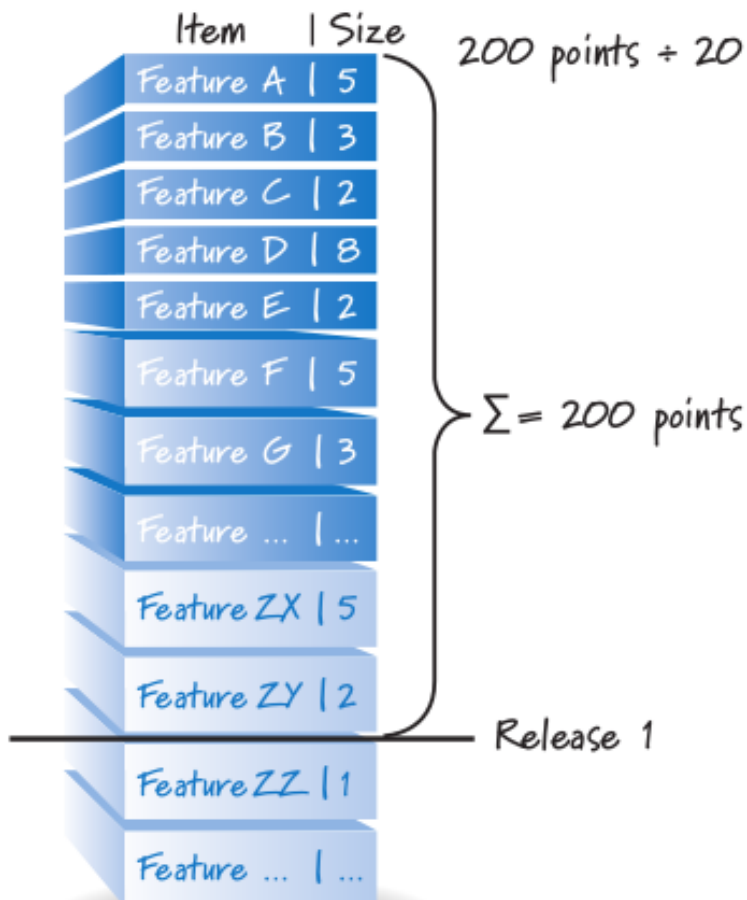 Item | Size
200 points ÷ 20
Feature A | 5
Feature B | 3
Feature C | 2
Feature D | 8
Feature E | 2
Feature F | 5
Feature G | 3
Feature ... | ...
Feature ZX | 5
Feature ZY | 2
Σ = 200 points
Release 1
Feature ZZ | 1
Feature ... | ...